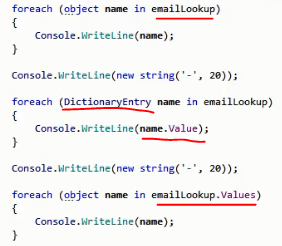 foreach (object name in emailLookup)
{
    Console.WriteLine(name);
}
Console.WriteLine(new string('-', 20));
foreach (DictionaryEntry name in emailLookup)
{
    Console.WriteLine(name.Value);
}
Console.WriteLine(new string('-', 20));
foreach (object name in emailLookup.Values)
{
    Console.WriteLine(name);
}